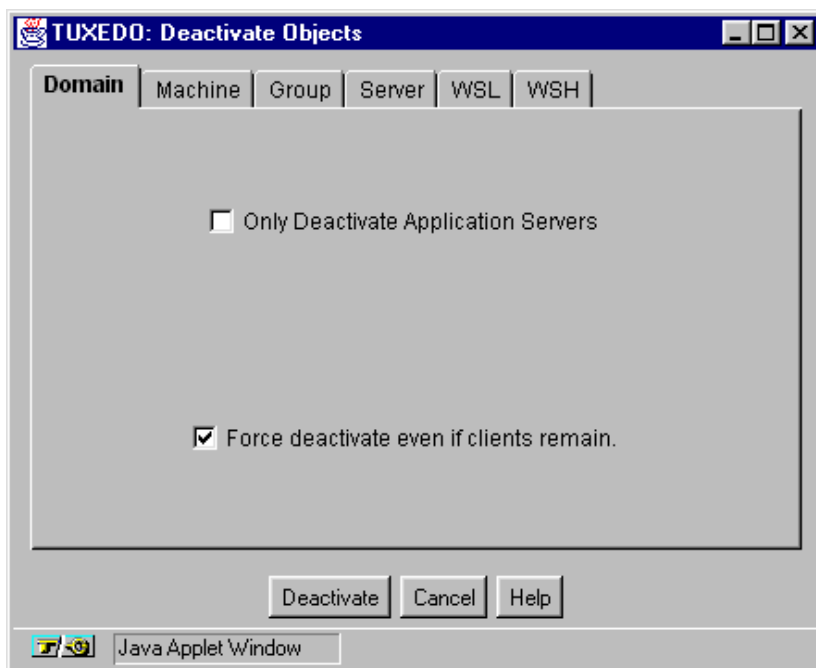 TUXEDO: Deactivate Objects
Domain Machine Group Server WSL WSH
Only Deactivate Application Servers
Force deactivate even if clients remain.
Deactivate Cancel Help
Java Applet Window